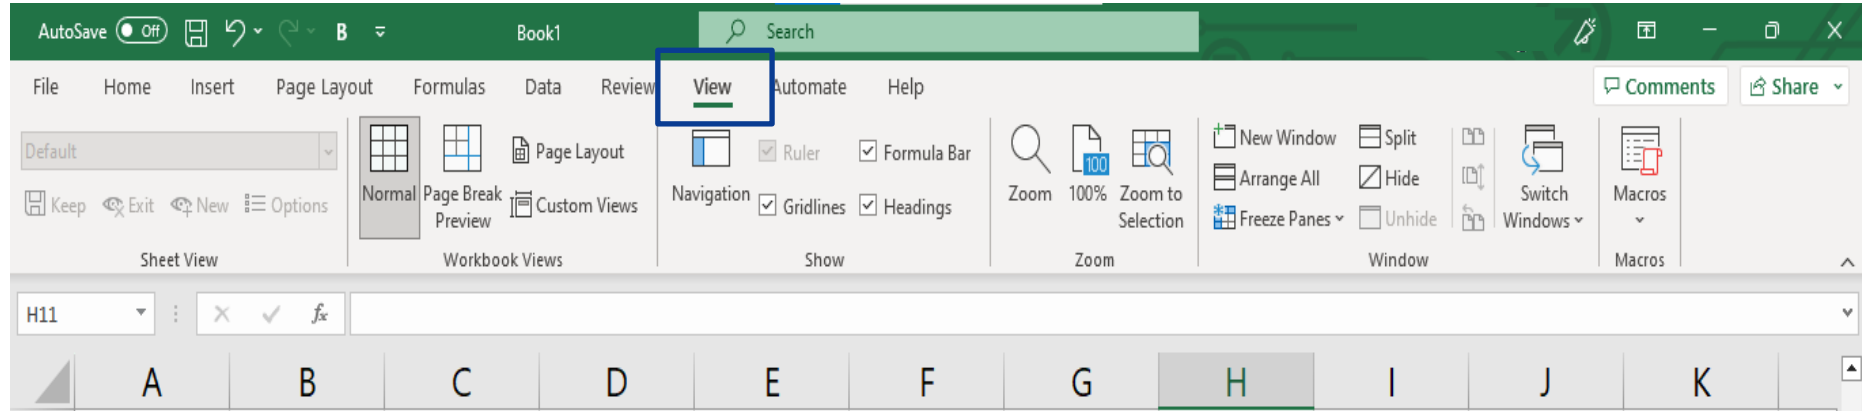 AutoSave Off B Book1 Search
File Home Insert Page Layout Formulas Data Review View Automate Help Comments Share
Default
Keep Exit New Options
Sheet View
Normal
Page Break
Preview
Page Layout
Custom Views
Workbook Views
Navigation
Ruler Formula Bar
Gridlines Headings
Show
Zoom
100
100%
Zoom to
Selection
Zoom
New Window Split
Arrange All Hide
Freeze Panes Unhide
Switch
Windows
Window
Macros
Macros
H11 fx
A B C D E F G H I J K